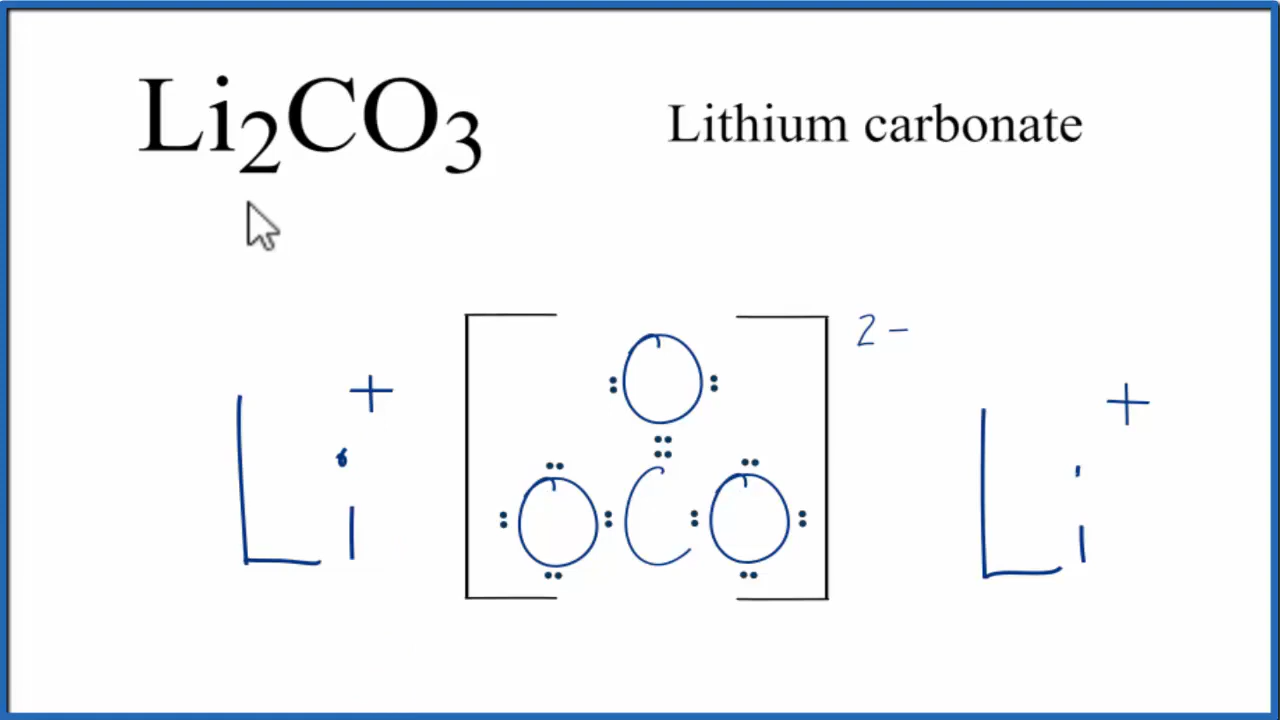 Li₂CO₃ Lithium carbonate
2-
Li+ O Li+
O C O